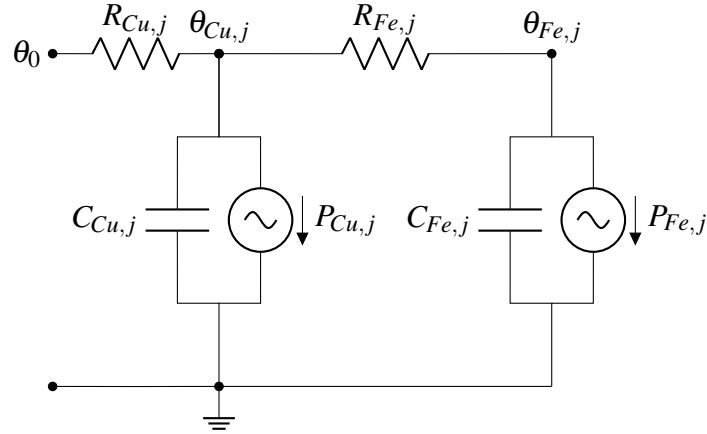 R_{Cu,j} θ_{Cu,j} R_{Fe,j} θ_{Fe,j}
θ_0
C_{Cu,j} P_{Cu,j} C_{Fe,j} P_{Fe,j}